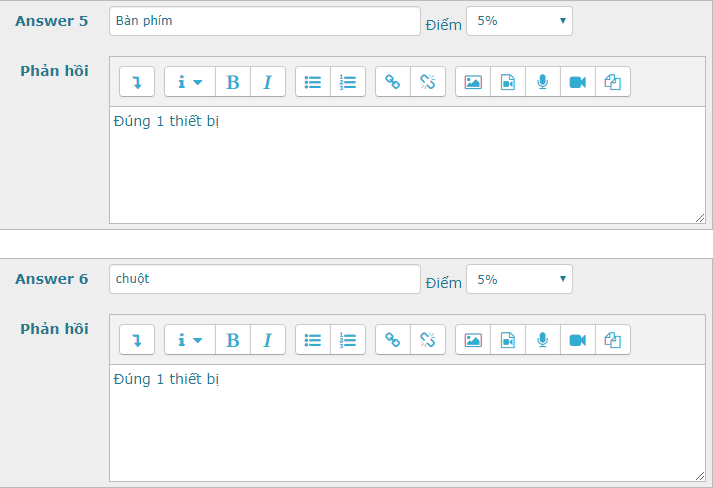 Answer 5 Bàn phím Điểm 5%
Phản hồi
B I
Đúng 1 thiết bị
Answer 6 chuột Điểm 5%
Phản hồi
B I
Đúng 1 thiết bị